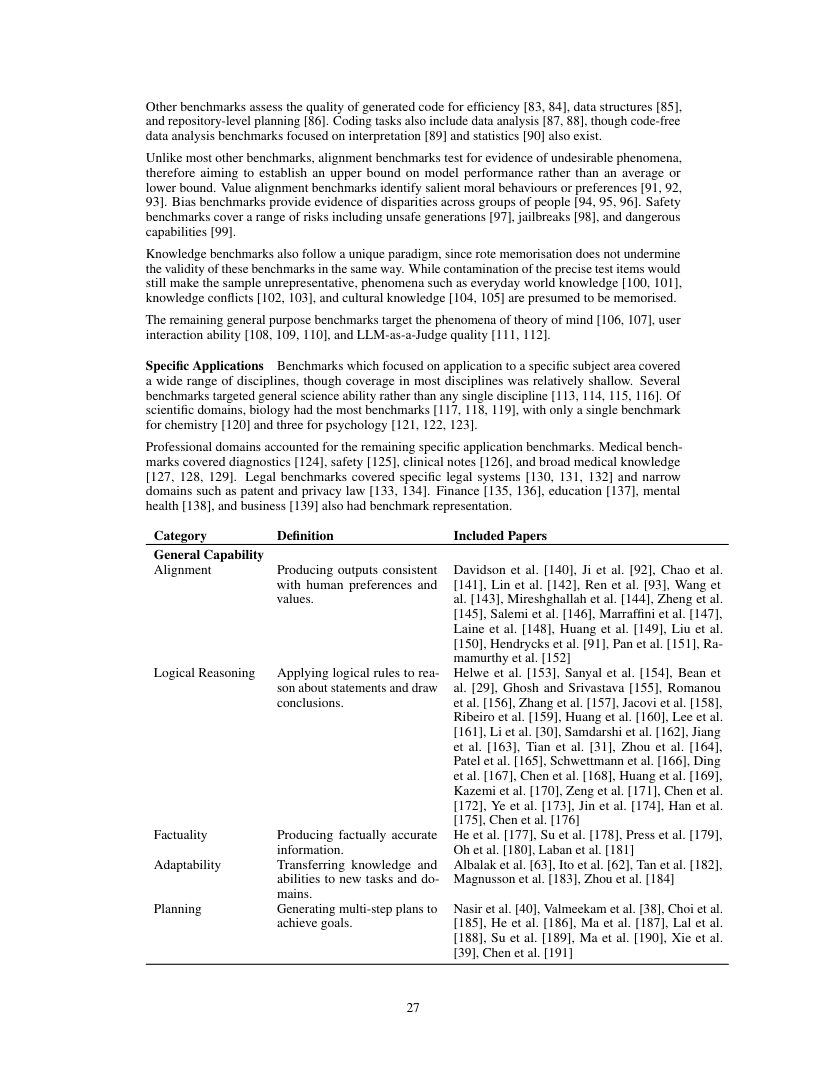 Other benchmarks assess the quality of generated code for efficiency [83, 84], data structures [85],
and repository-level planning [86]. Coding tasks also include data analysis [87, 88], though code-free
data analysis benchmarks focused on interpretation [89] and statistics [90] also exist.
Unlike most other benchmarks, alignment benchmarks test for evidence of undesirable phenomena,
therefore aiming to establish an upper bound on model performance rather than an average or
lower bound. Value alignment benchmarks identify salient moral behaviours or preferences [91, 92,
93]. Bias benchmarks provide evidence of disparities across groups of people [94, 95, 96]. Safety
benchmarks cover a range of risks including unsafe generations [97], jailbreaks [98], and dangerous
capabilities [99].
Knowledge benchmarks also follow a unique paradigm, since rote memorisation does not undermine
the validity of these benchmarks in the same way. While contamination of the precise test items would
still make the sample unrepresentative, phenomena such as everyday world knowledge [100, 101],
knowledge conflicts [102, 103], and cultural knowledge [104, 105] are presumed to be memorised.
The remaining general purpose benchmarks target the phenomena of theory of mind [106, 107], user
interaction ability [108, 109, 110], and LLM-as-a-Judge quality [111, 112].
Specific Applications Benchmarks which focused on application to a specific subject area covered
a wide range of disciplines, though coverage in most disciplines was relatively shallow. Several
benchmarks targeted general science ability rather than any single discipline [113, 114, 115, 116]. Of
scientific domains, biology had the most benchmarks [117, 118, 119], with only a single benchmark
for chemistry [120] and three for psychology [121, 122, 123].
Professional domains accounted for the remaining specific application benchmarks. Medical bench-
marks covered diagnostics [124], safety [125], clinical notes [126], and broad medical knowledge
[127, 128, 129]. Legal benchmarks covered specific legal systems [130, 131, 132] and narrow
domains such as patent and privacy law [133, 134]. Finance [135, 136], education [137], mental
health [138], and business [139] also had benchmark representation.
Category Definition Included Papers
General Capability
Alignment Producing outputs consistent Davidson et al. [140], Ji et al. [92], Chao et al.
with human preferences and [141], Lin et al. [142], Ren et al. [93], Wang et
values. al. [143], Mireshghallah et al. [144], Zheng et al.
[145], Salemi et al. [146], Marraffini et al. [147],
Laine et al. [148], Huang et al. [149], Liu et al.
[150], Hendrycks et al. [91], Pan et al. [151], Ra-
mamurthy et al. [152]
Logical Reasoning Applying logical rules to rea- Helwe et al. [153], Sanyal et al. [154], Bean et
son about statements and draw al. [29], Ghosh and Srivastava [155], Romanou
conclusions. et al. [156], Zhang et al. [157], Jacovi et al. [158],
Ribeiro et al. [159], Huang et al. [160], Lee et al.
[161], Li et al. [30], Samdarshi et al. [162], Jiang
et al. [163], Tian et al. [31], Zhou et al. [164],
Patel et al. [165], Schwettmann et al. [166], Ding
et al. [167], Chen et al. [168], Huang et al. [169],
Kazemi et al. [170], Zeng et al. [171], Chen et al.
[172], Ye et al. [173], Jin et al. [174], Han et al.
[175], Chen et al. [176]
Factuality Producing factually accurate He et al. [177], Su et al. [178], Press et al. [179],
information. Oh et al. [180], Laban et al. [181]
Adaptability Transferring knowledge and Albalak et al. [63], Ito et al. [62], Tan et al. [182],
abilities to new tasks and do- Magnusson et al. [183], Zhou et al. [184]
mains.
Planning Generating multi-step plans to Nasir et al. [40], Valmeekam et al. [38], Choi et al.
achieve goals. [185], He et al. [186], Ma et al. [187], Lal et al.
[188], Su et al. [189], Ma et al. [190], Xie et al.
[39], Chen et al. [191]
27